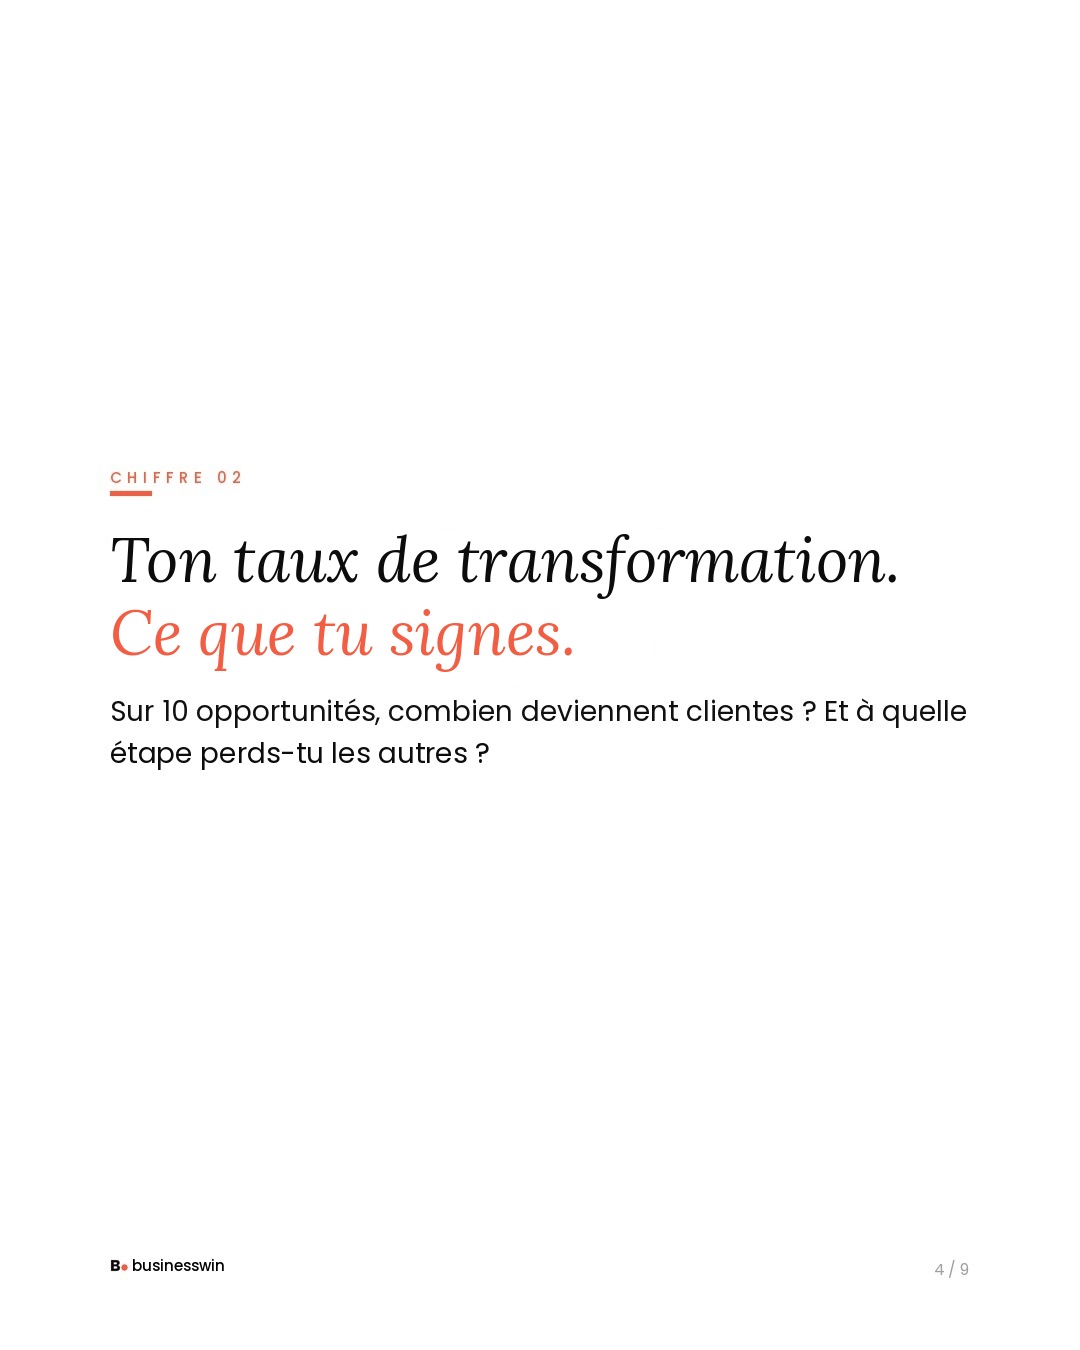 CHIFFRE 02
Ton taux de transformation.
Ce que tu signes.
Sur 10 opportunités, combien deviennent clientes ? Et à quelle
étape perds-tu les autres ?
B. businesswin
4 / 9